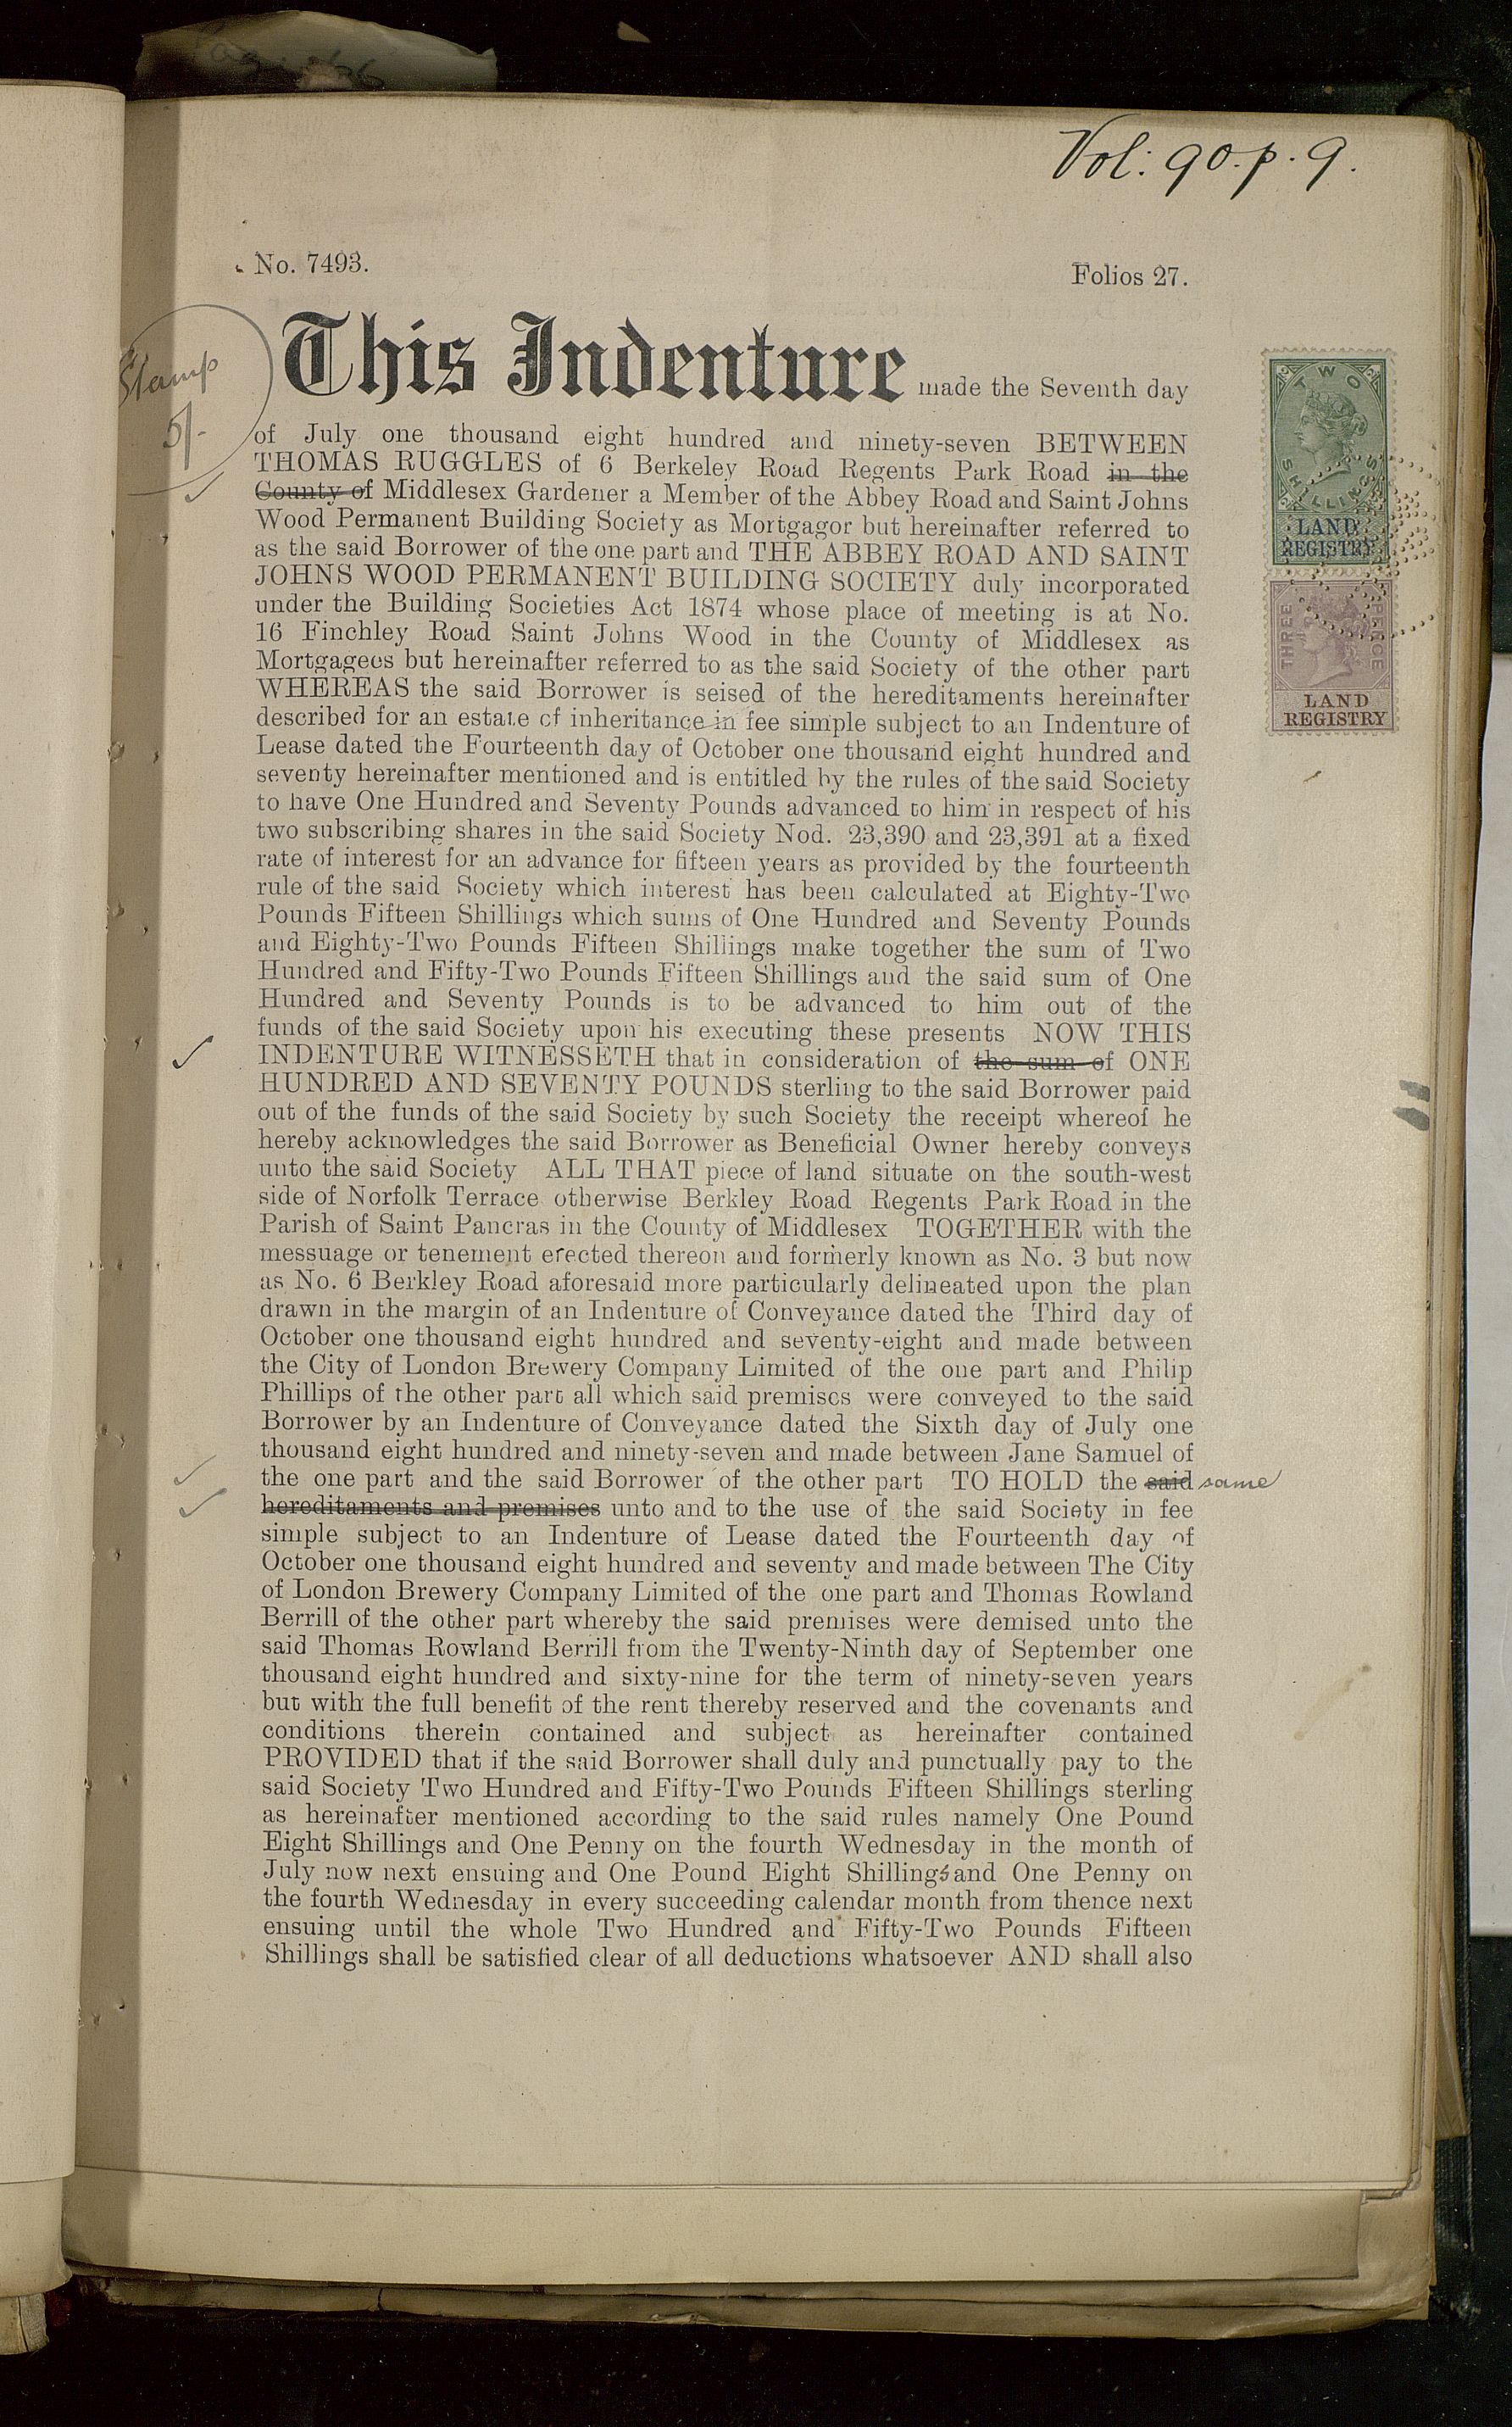 Vol: 90. p. 9.
No. 7493.
Folios 27.
Stamp
5/-
This Indenture made the Seventh day
of July one thousand eight hundred and ninety-seven BETWEEN
THOMAS RUGGLES of 6 Berkeley Road Regents Park Road in the
County of Middlesex Gardener a Member of the Abbey Road and Saint Johns
Wood Permanent Building Society as Mortgagor but hereinafter referred to
as the said Borrower of the one part and THE ABBEY ROAD AND SAINT
JOHNS WOOD PERMANENT BUILDING SOCIETY duly incorporated
under the Building Societies Act 1874 whose place of meeting is at No.
16 Finchley Road Saint Johns Wood in the County of Middlesex as
Mortgagees but hereinafter referred to as the said Society of the other part
WHEREAS the said Borrower is seised of the hereditaments hereinafter
described for an estate of inheritance in fee simple subject to an Indenture of
Lease dated the Fourteenth day of October one thousand eight hundred and
seventy hereinafter mentioned and is entitled by the rules of the said Society
to have One Hundred and Seventy Pounds advanced to him in respect of his
two subscribing shares in the said Society Nod. 23,390 and 23,391 at a fixed
rate of interest for an advance for fifteen years as provided by the fourteenth
rule of the said Society which interest has been calculated at Eighty-Two
Pounds Fifteen Shillings which sums of One Hundred and Seventy Pounds
and Eighty-Two Pounds Fifteen Shillings make together the sum of Two
Hundred and Fifty-Two Pounds Fifteen Shillings and the said sum of One
Hundred and Seventy Pounds is to be advanced to him out of the
funds of the said Society upon his executing these presents NOW THIS
INDENTURE WITNESSETH that in consideration of the sum of ONE
HUNDRED AND SEVENTY POUNDS sterling to the said Borrower paid
out of the funds of the said Society by such Society the receipt whereof he
hereby acknowledges the said Borrower as Beneficial Owner hereby conveys
unto the said Society ALL THAT piece of land situate on the south-west
side of Norfolk Terrace otherwise Berkley Road Regents Park Road in the
Parish of Saint Pancras in the County of Middlesex TOGETHER with the
messuage or tenement erected thereon and formerly known as No. 3 but now
as No. 6 Berkley Road aforesaid more particularly delineated upon the plan
drawn in the margin of an Indenture of Conveyance dated the Third day of
October one thousand eight hundred and seventy-eight and made between
the City of London Brewery Company Limited of the one part and Philip
Phillips of the other part all which said premises were conveyed to the said
Borrower by an Indenture of Conveyance dated the Sixth day of July one
thousand eight hundred and ninety-seven and made between Jane Samuel of
the one part and the said Borrower of the other part TO HOLD the said same
hereditaments and premises unto and to the use of the said Society in fee
simple subject to an Indenture of Lease dated the Fourteenth day of
October one thousand eight hundred and seventy and made between The City
of London Brewery Company Limited of the one part and Thomas Rowland
Berrill of the other part whereby the said premises were demised unto the
said Thomas Rowland Berrill from the Twenty-Ninth day of September one
thousand eight hundred and sixty-nine for the term of ninety-seven years
but with the full benefit of the rent thereby reserved and the covenants and
conditions therein contained and subject as hereinafter contained
PROVIDED that if the said Borrower shall duly and punctually pay to the
said Society Two Hundred and Fifty-Two Pounds Fifteen Shillings sterling
as hereinafter mentioned according to the said rules namely One Pound
Eight Shillings and One Penny on the fourth Wednesday in the month of
July now next ensuing and One Pound Eight Shillings and One Penny on
the fourth Wednesday in every succeeding calendar month from thence next
ensuing until the whole Two Hundred and Fifty-Two Pounds Fifteen
Shillings shall be satisfied clear of all deductions whatsoever AND shall also
TWO
SHILLINGS
LAND
REGISTRY
THREE
PENCE
LAND
REGISTRY